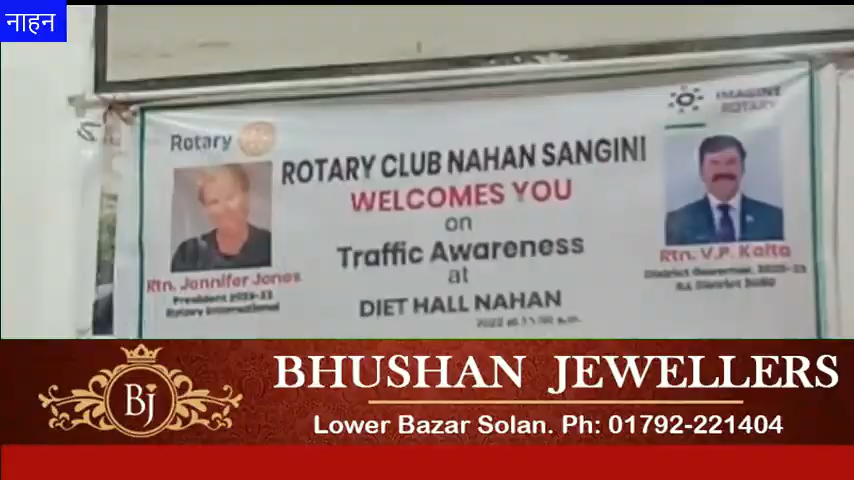 नाहन
Rotary
IMAGINE
ROTARY
ROTARY CLUB NAHAN SANGINI
WELCOMES YOU
on
Traffic Awareness
at
DIET HALL NAHAN
Rtn. Jennifer Jones
President 2022-23
Rotary International
Rtn. V.P. Kalta
District Governor, 2022-23
R.I. District 3080
BJ
BHUSHAN JEWELLERS
Lower Bazar Solan. Ph: 01792-221404